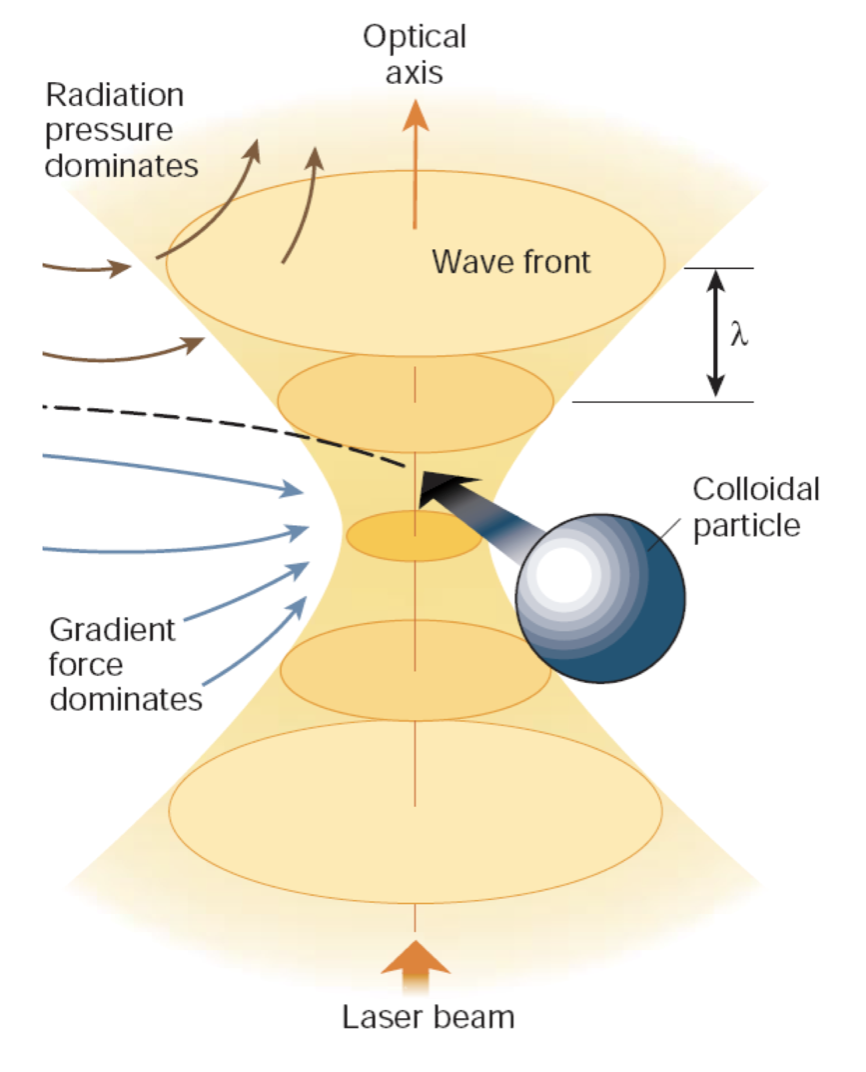 Optical
axis
Radiation
pressure
dominates
Wave front
λ
Colloidal
particle
Gradient
force
dominates
Laser beam